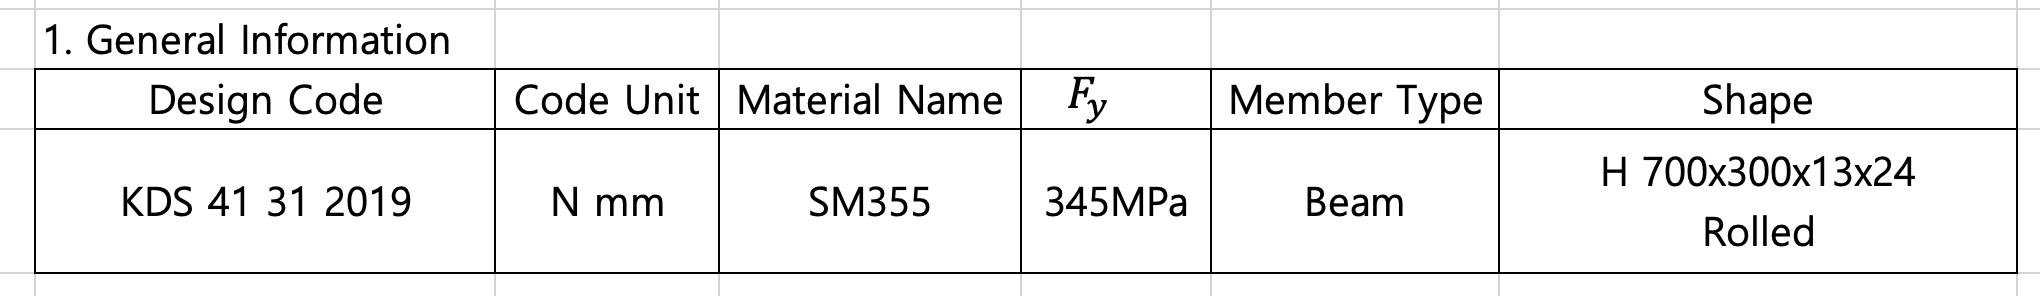 1. General Information
Design Code Code Unit Material Name F_y Member Type Shape
KDS 41 31 2019 N mm SM355 345MPa Beam H 700x300x13x24
Rolled